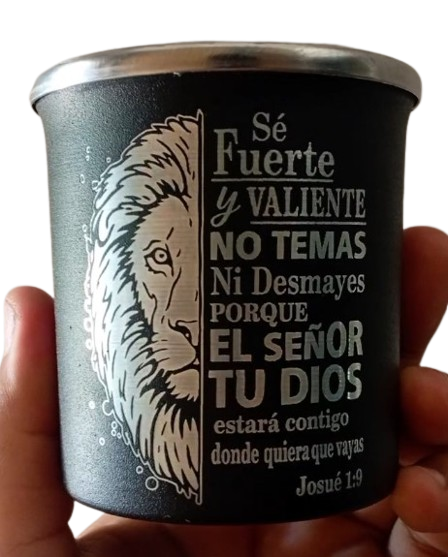 Sé
Fuerte
y VALIENTE
NO TEMAS
Ni Desmayes
PORQUE
EL SEÑOR
TU DIOS
estará contigo
donde quiera que vayas
Josué 1:9